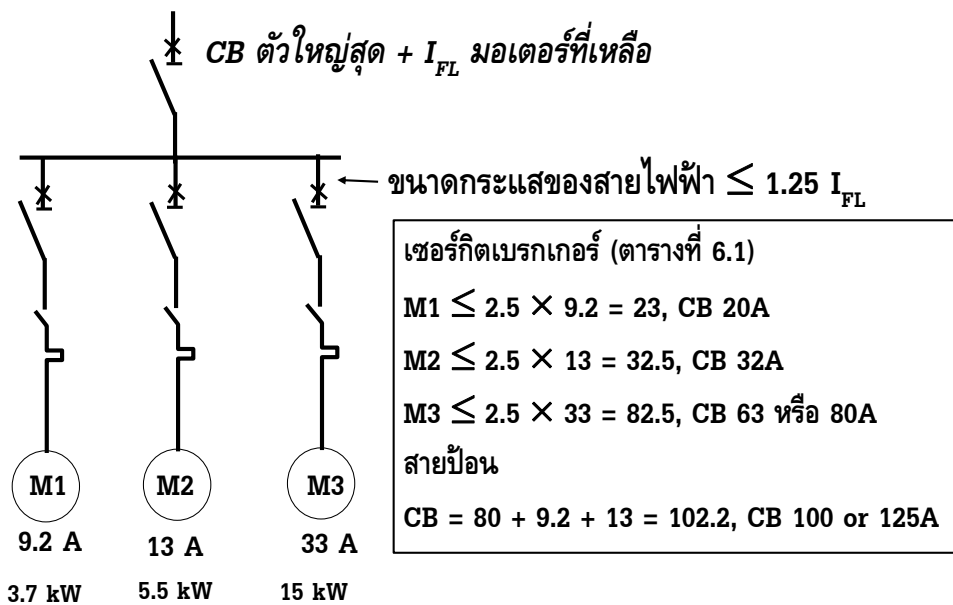 CB ตัวใหญ่สุด + I_FL มอเตอร์ที่เหลือ
ขนาดกระแสของสายไฟฟ้า ≤ 1.25 I_FL
เซอร์กิตเบรกเกอร์ (ตารางที่ 6.1)
M1 ≤ 2.5 × 9.2 = 23, CB 20A
M2 ≤ 2.5 × 13 = 32.5, CB 32A
M3 ≤ 2.5 × 33 = 82.5, CB 63 หรือ 80A
สายป้อน
CB = 80 + 9.2 + 13 = 102.2, CB 100 or 125A
M1 M2 M3
9.2 A 13 A 33 A
3.7 kW 5.5 kW 15 kW